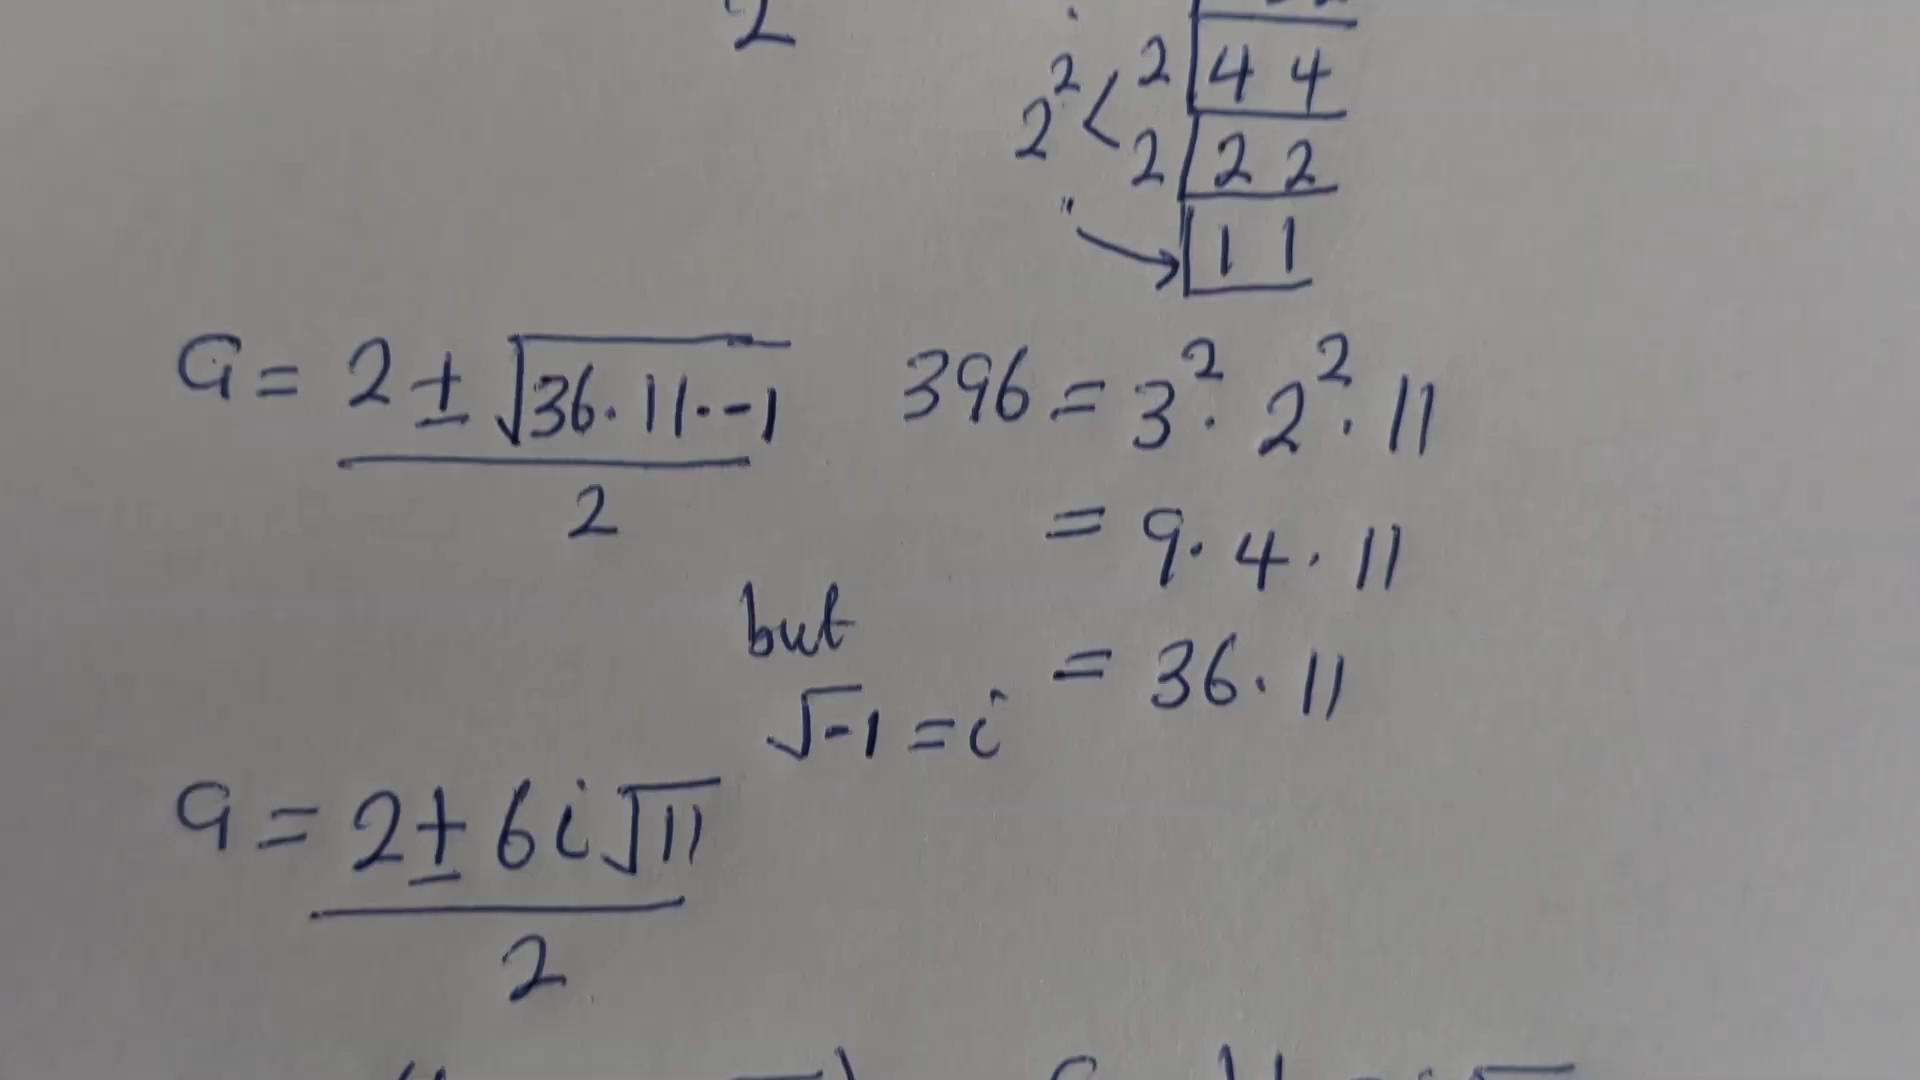 2
2² < 2 | 44
2 | 22
" → | 11
a = (2 ± √(36·11·-1)) / 2
396 = 3²·2²·11
= 9·4·11
= 36·11
but
√-1 = i
a = (2 ± 6i√11) / 2